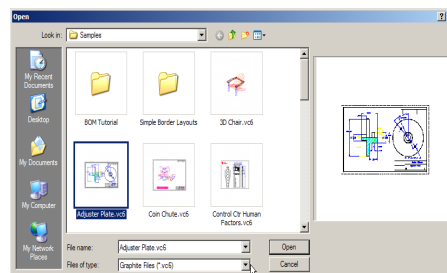 Open
?
Look in:
Samples
My Recent
Documents
Desktop
My Documents
My Computer
My Network
Places
BOM Tutorial
Simple Border Layouts
3D Chair.vc6
Adjuster Plate.vc6
Coin Chute.vc6
Control Ctr Human
Factors.vc6
File name:
Adjuster Plate.vc6
Open
Files of type:
Graphite Files (*.vc6)
Cancel